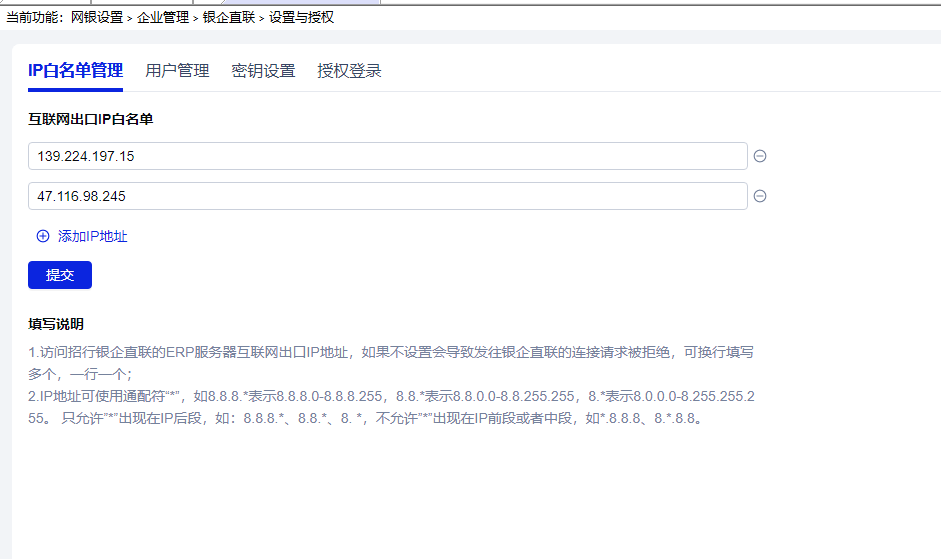 当前功能：网银设置 > 企业管理 > 银企直联 > 设置与授权
IP白名单管理 用户管理 密钥设置 授权登录
互联网出口IP白名单
139.224.197.15
47.116.98.245
添加IP地址
提交
填写说明
1.访问招行银企直联的ERP服务器互联网出口IP地址，如果不设置会导致发往银企直联的连接请求被拒绝，可换行填写
多个，一行一个；
2.IP地址可使用通配符“*”，如8.8.8.*表示8.8.8.0-8.8.8.255，8.8.*表示8.8.0.0-8.8.255.255，8.*表示8.0.0.0-8.255.255.2
55。 只允许”*”出现在IP后段，如：8.8.8.*、8.8.*、8. *，不允许”*”出现在IP前段或者中段，如*.8.8.8、8.*.8.8。